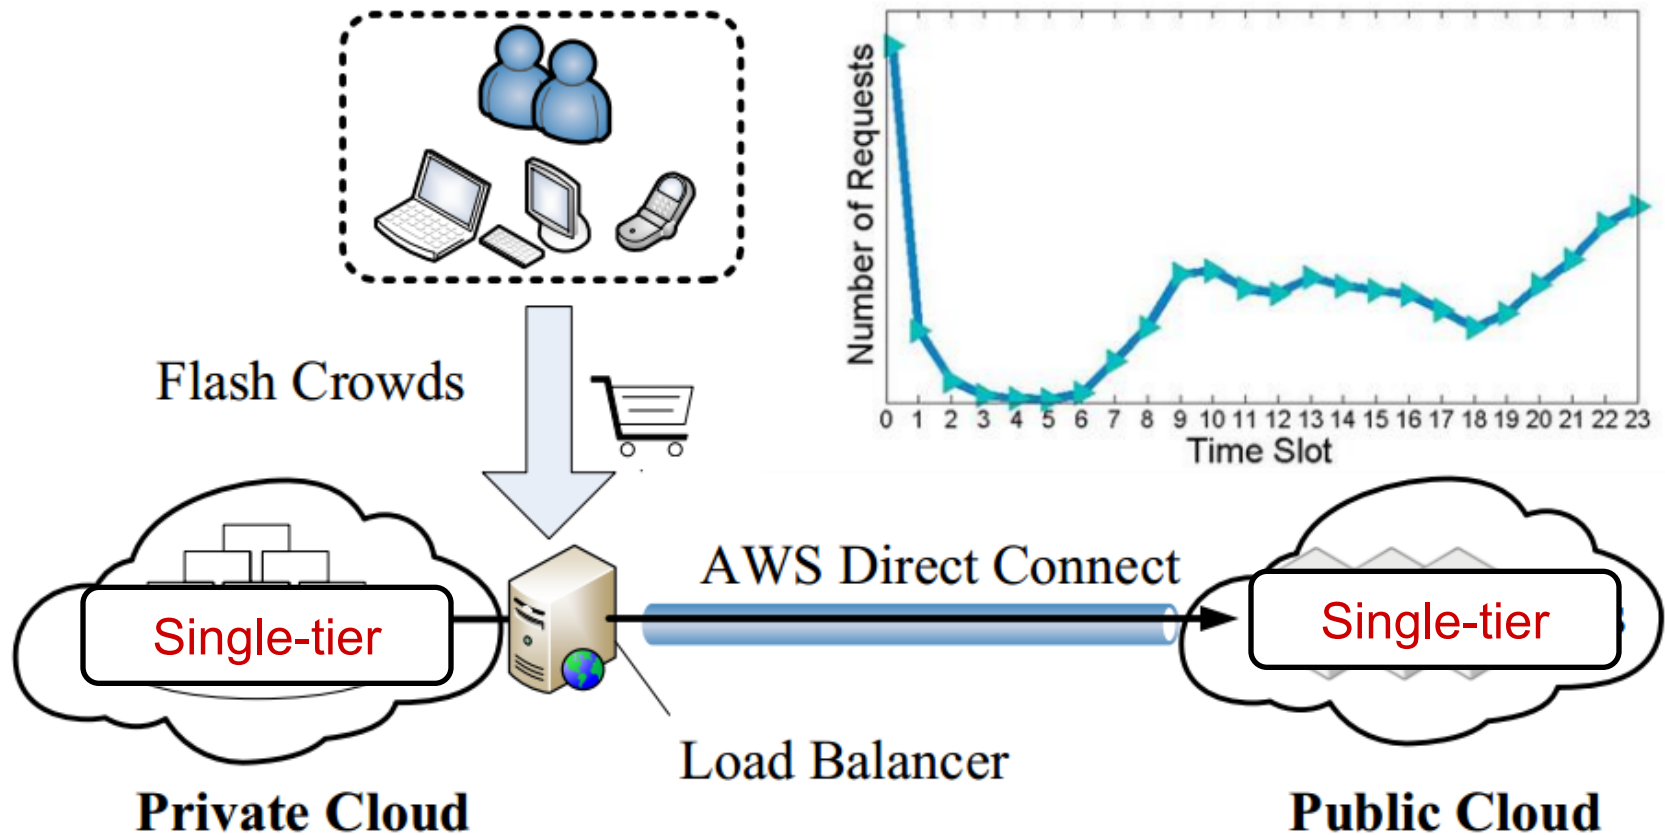 Number of Requests
0 1 2 3 4 5 6 7 8 9 10 11 12 13 14 15 16 17 18 19 20 21 22 23
Time Slot
Flash Crowds
AWS Direct Connect
Single-tier
Single-tier
Load Balancer
Private Cloud
Public Cloud